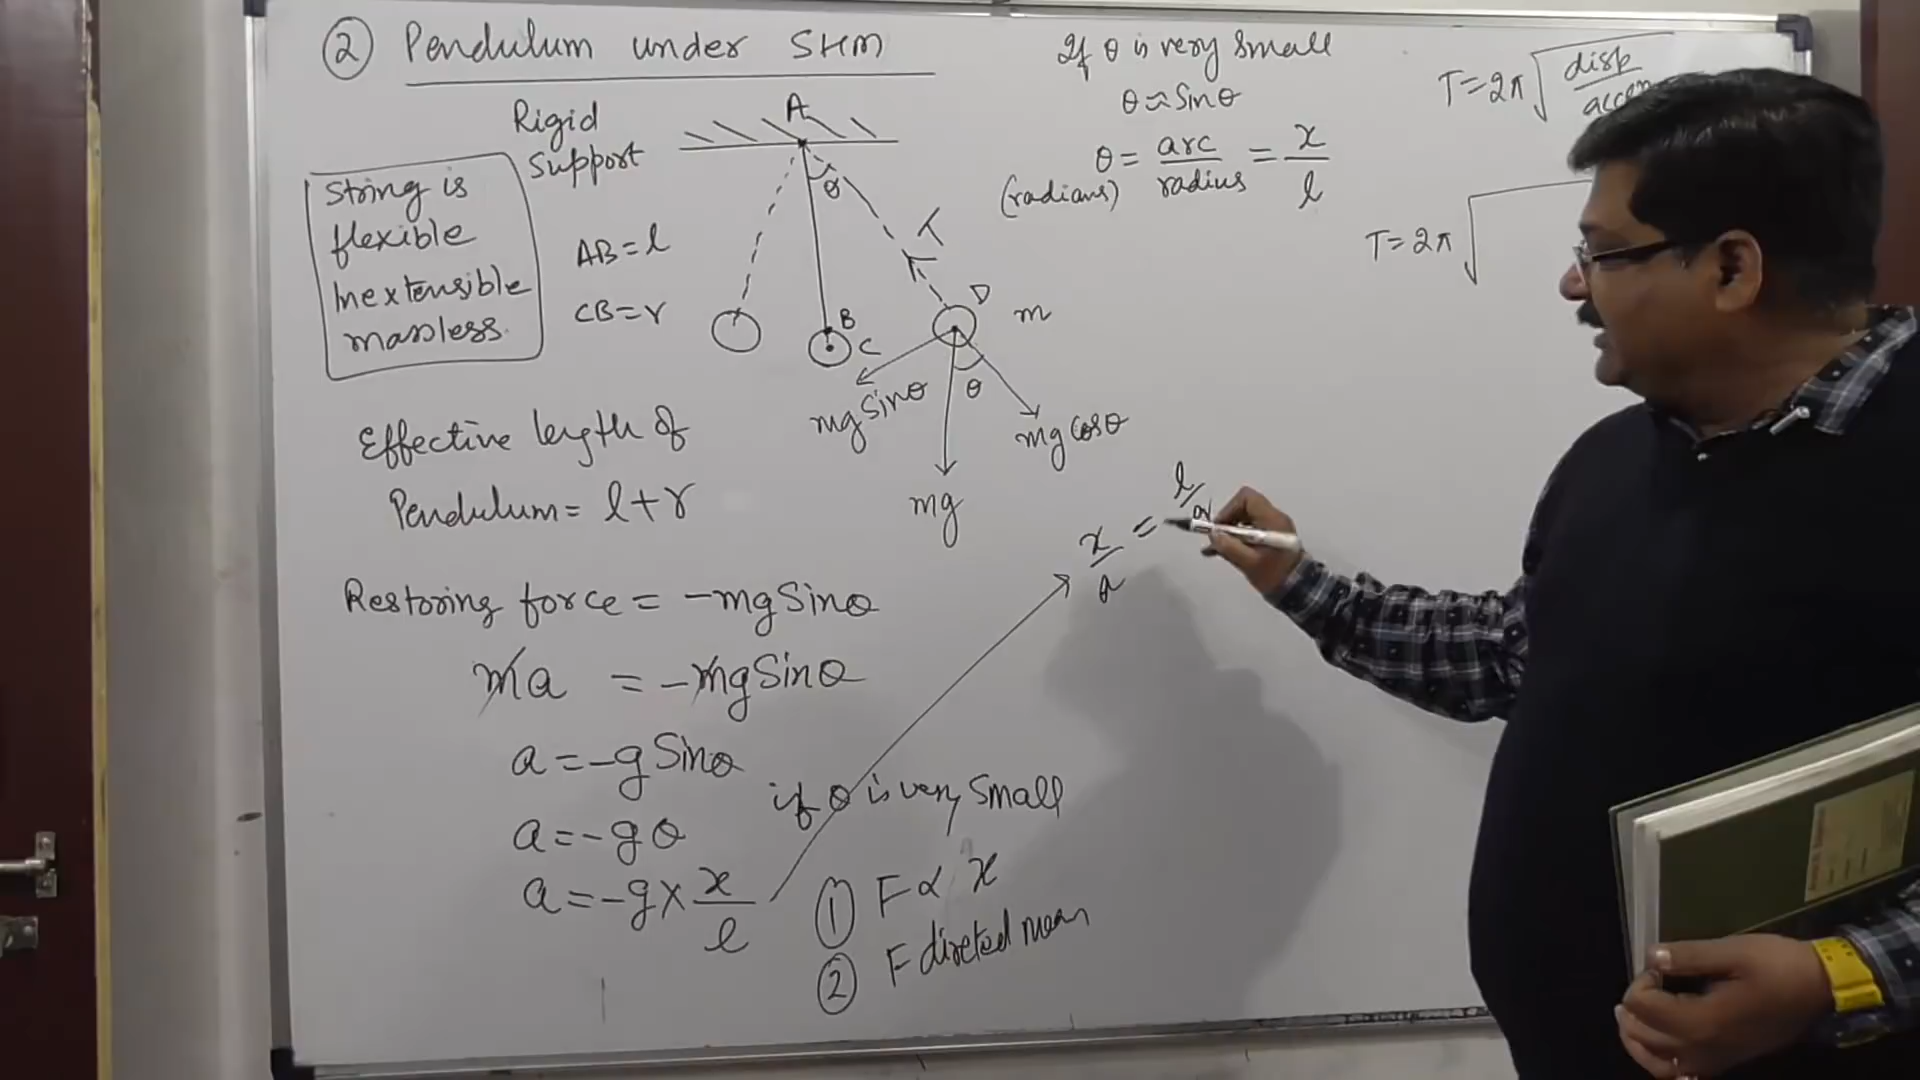 ② Pendulum under SHM
Rigid
Support
String is
flexible
Inextensible
massless.
AB = l
CB = r
A
θ
T
B
C
D
m
mg sinθ
θ
mg cosθ
mg
Effective length of
Pendulum = l + r
Restoring force = -mg Sinθ
ma = -mg Sinθ
a = -g Sinθ
a = -gθ
if θ is very Small
a = -g × x/l
① F ∝ x
② F direted mean
If θ is very Small
θ ≈ Sinθ
θ = arc/radius = x/l
(radians)
T = 2π √disp/accen
T = 2π √
x/a = l/g